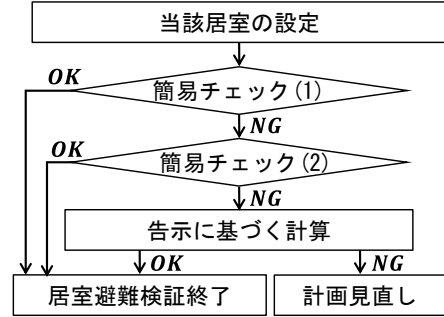 当該居室の設定
OK
簡易チェック(1)
NG
OK
簡易チェック(2)
NG
告示に基づく計算
OK
NG
居室避難検証終了
計画見直し